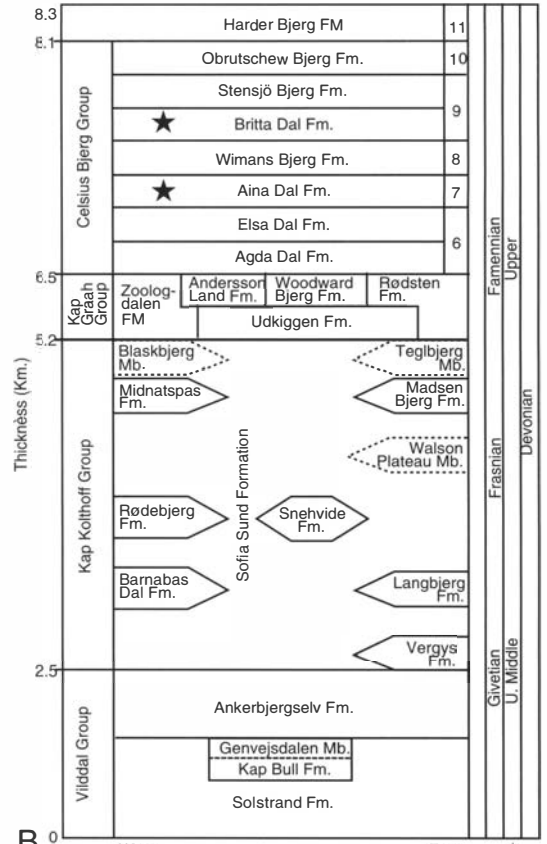 8.3
Harder Bjerg FM
11
8.1
Obrutschew Bjerg Fm.
10
Stensjö Bjerg Fm.
9
Britta Dal Fm.
Wimans Bjerg Fm.
8
Aina Dal Fm.
7
Elsa Dal Fm.
6
Agda Dal Fm.
Celsius Bjerg Group
6.5
Kap
Graah
Group
Zoolog-
dalen
FM
Andersson
Land Fm.
Woodward
Bjerg Fm.
Rødsten
Fm.
Udkiggen Fm.
5.2
Blaskbjerg
Mb.
Teglbjerg
Mb.
Midnatspas
Fm.
Madsen
Bjerg Fm.
Walson
Plateau Mb.
Rødebjerg
Fm.
Sofia Sund Formation
Snehvide
Fm.
Barnabas
Dal Fm.
Langbjerg
Fm.
Vergys
Fm.
Kap Kolthoff Group
2.5
Ankerbjergselv Fm.
Genvejsdalen Mb.
Kap Bull Fm.
Solstrand Fm.
Vilddal Group
0
Thicknèss (Km.)
Famennian
Upper
Frasnian
Devonian
Givetian
U. Middle
B